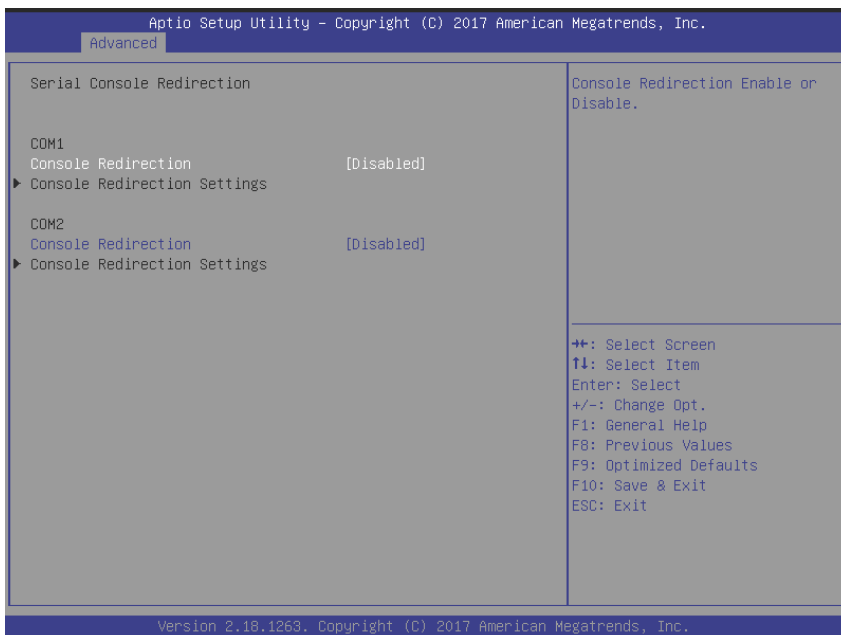 Aptio Setup Utility – Copyright (C) 2017 American Megatrends, Inc.
Advanced
Serial Console Redirection
COM1
Console Redirection [Disabled]
▶ Console Redirection Settings
COM2
Console Redirection [Disabled]
▶ Console Redirection Settings
Console Redirection Enable or
Disable.
→←: Select Screen
↑↓: Select Item
Enter: Select
+/-: Change Opt.
F1: General Help
F8: Previous Values
F9: Optimized Defaults
F10: Save & Exit
ESC: Exit
Version 2.18.1263. Copyright (C) 2017 American Megatrends, Inc.